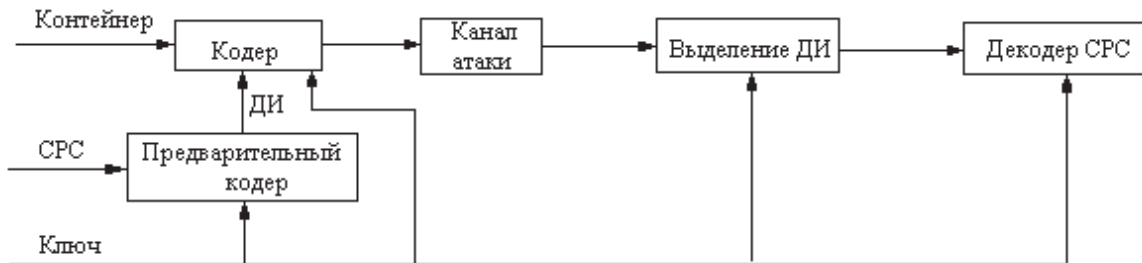 Контейнер
Кодер
Канал
атаки
Выделение ДИ
Декодер СРС
ДИ
СРС
Предварительный
кодер
Ключ